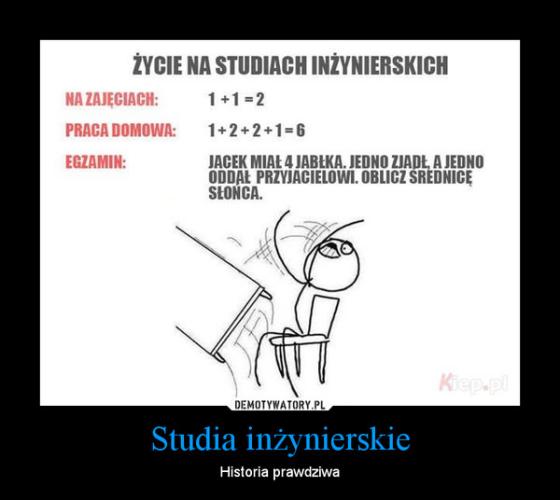 ŻYCIE NA STUDIACH INŻYNIERSKICH
NA ZAJĘCIACH: 1 + 1 = 2
PRACA DOMOWA: 1 + 2 + 2 + 1 = 6
EGZAMIN: JACEK MIAŁ 4 JABŁKA. JEDNO ZJADŁ, A JEDNO
ODDAŁ PRZYJACIELOWI. OBLICZ ŚREDNICĘ
SŁOŃCA.
Kiep.pl
DEMOTYWATORY.PL
Studia inżynierskie
Historia prawdziwa